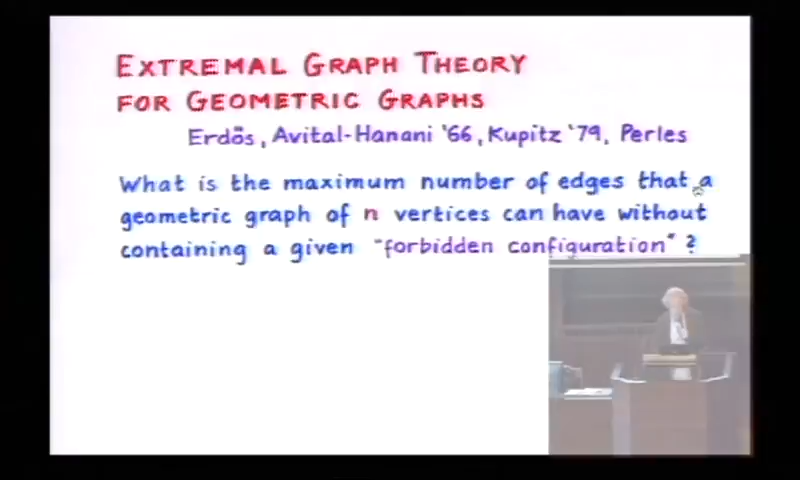 EXTREMAL GRAPH THEORY
FOR GEOMETRIC GRAPHS
Erdős, Avital-Hanani '66, Kupitz '79, Perles
What is the maximum number of edges that a
geometric graph of n vertices can have without
containing a given "forbidden configuration"?